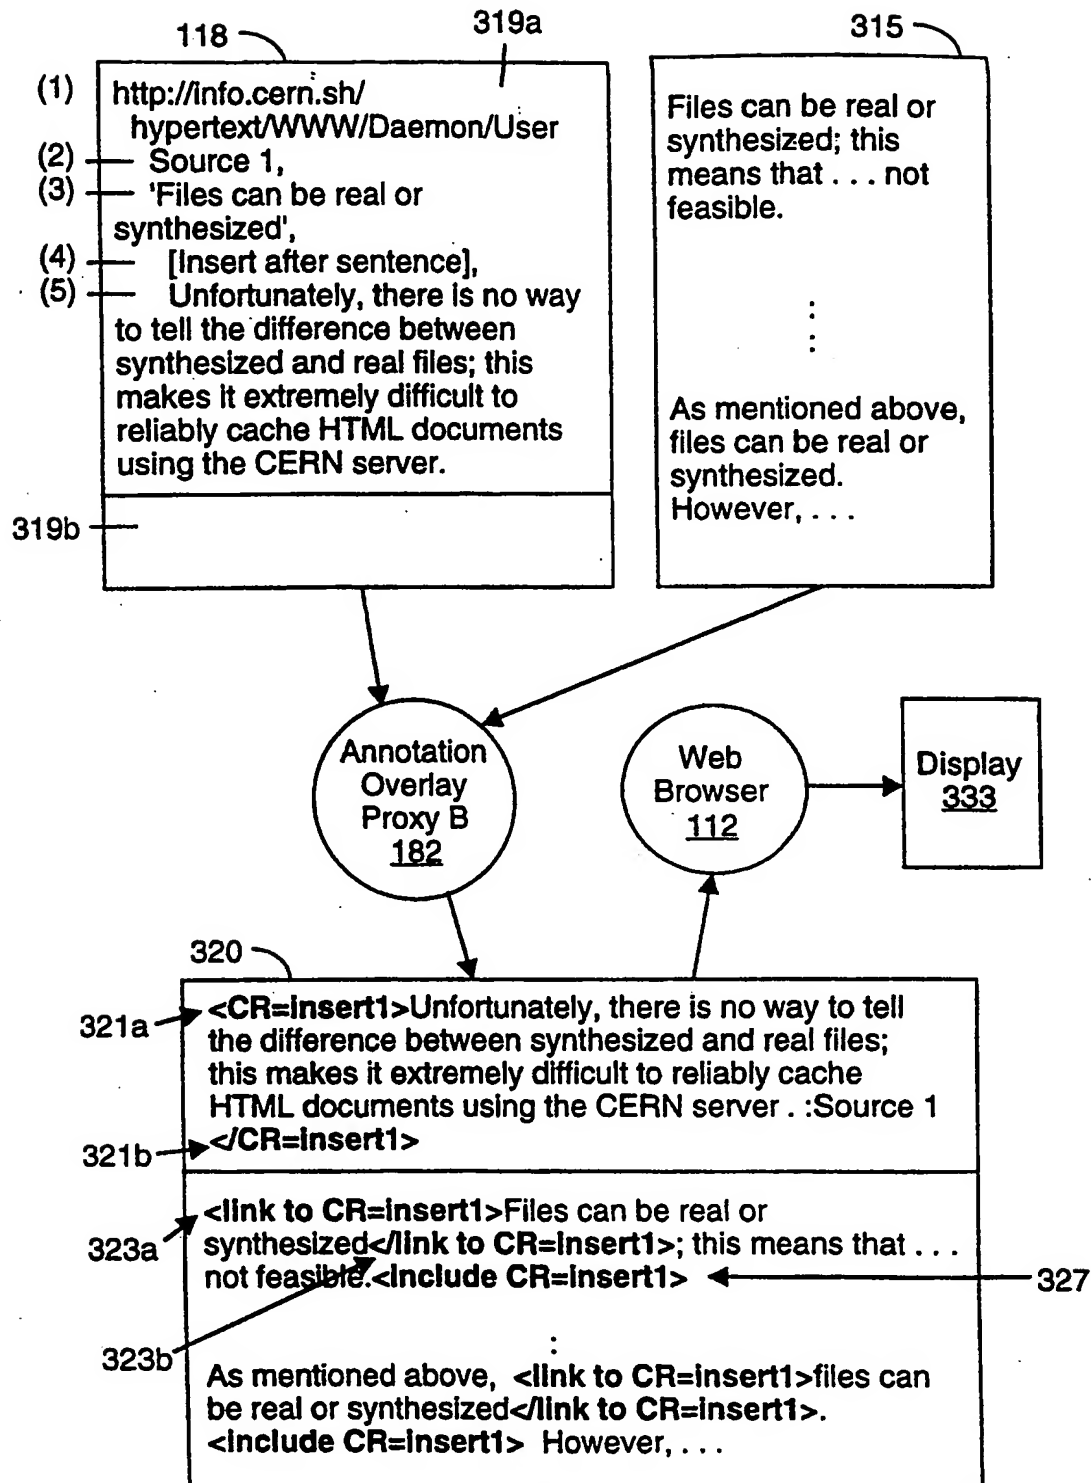 118
319a
315
(1) http://info.cern.sh/
hypertext/WWW/Daemon/User
(2) Source 1,
(3) 'Files can be real or
synthesized',
(4) [Insert after sentence],
(5) Unfortunately, there is no way
to tell the difference between
synthesized and real files; this
makes it extremely difficult to
reliably cache HTML documents
using the CERN server.
319b
Files can be real or
synthesized; this
means that . . . not
feasible.
As mentioned above,
files can be real or
synthesized.
However, . . .
Annotation
Overlay
Proxy B
182
Web
Browser
112
Display
333
320
321a
<CR=insert1>Unfortunately, there is no way to tell
the difference between synthesized and real files;
this makes it extremely difficult to reliably cache
HTML documents using the CERN server . :Source 1
321b
</CR=insert1>
323a
<link to CR=insert1>Files can be real or
synthesized</link to CR=insert1>; this means that . . .
not feasible.<include CR=insert1>
327
323b
As mentioned above, <link to CR=insert1>files can
be real or synthesized</link to CR=insert1>.
<include CR=insert1> However, . . .